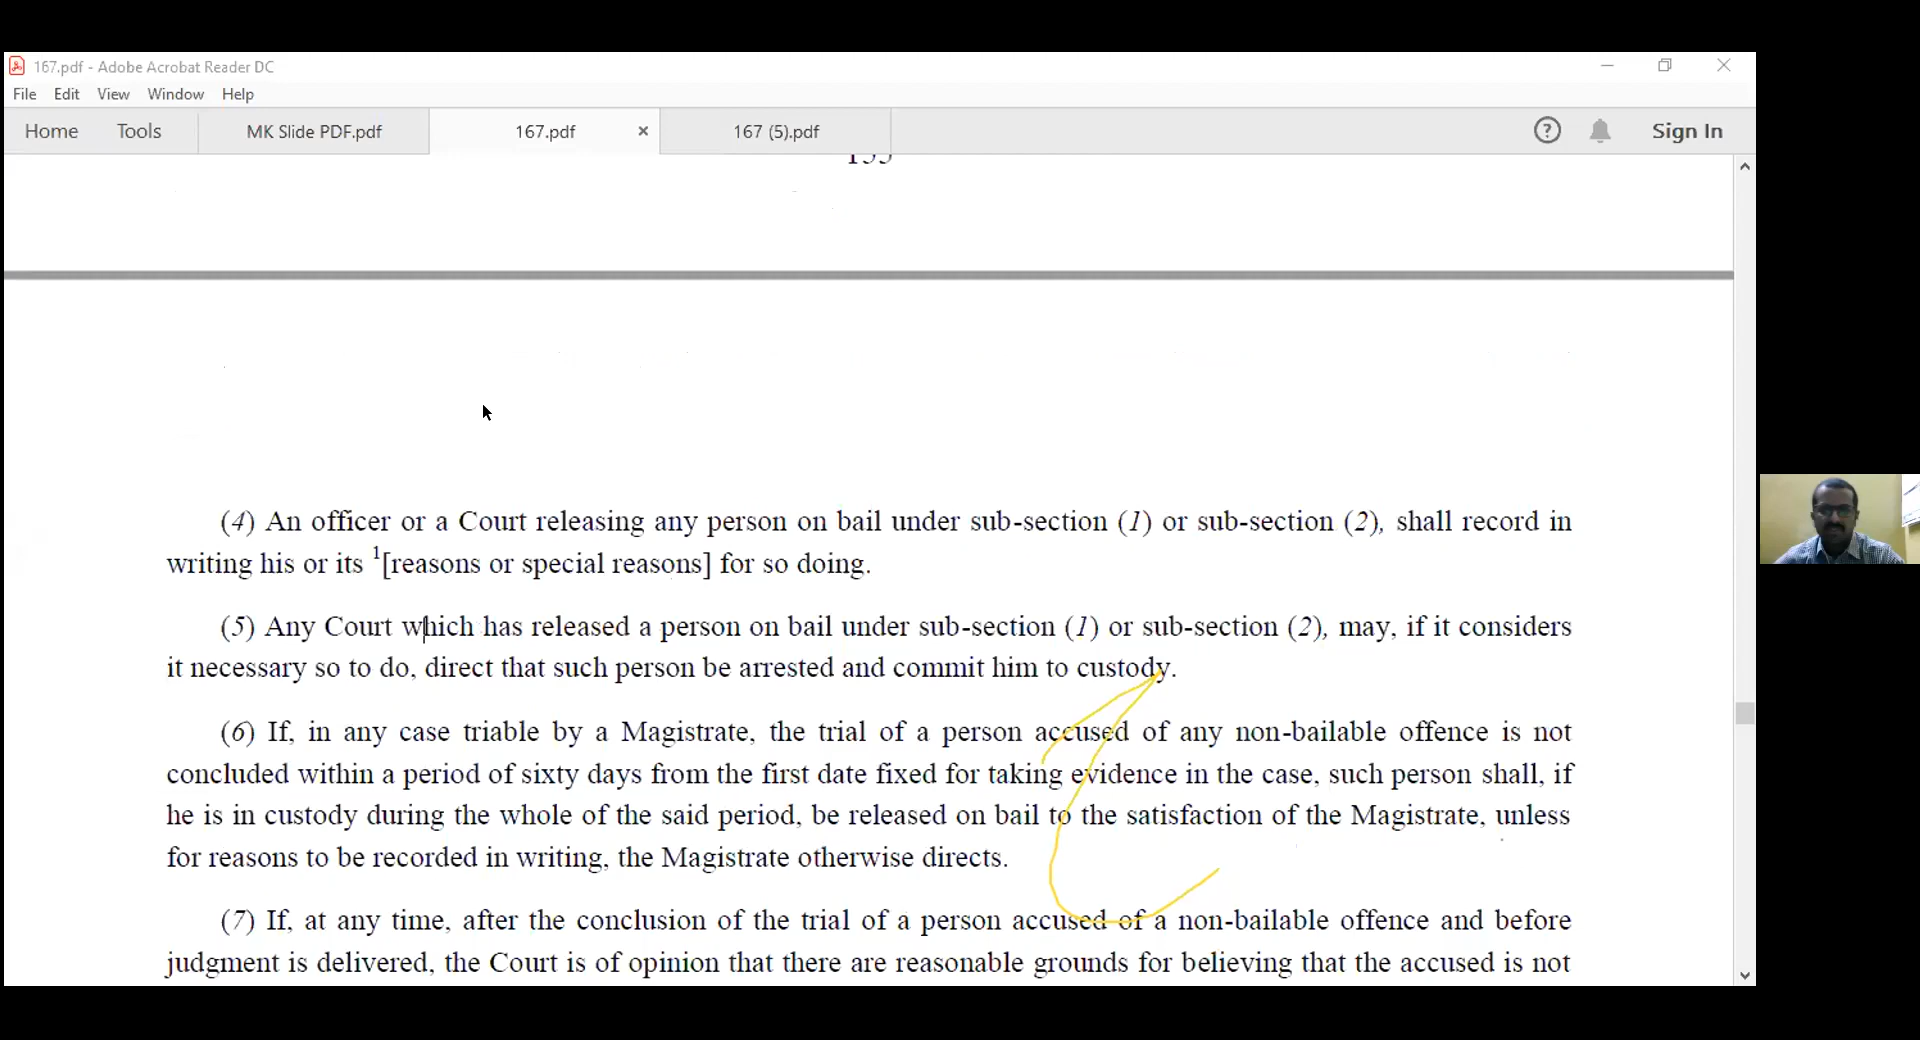 167.pdf - Adobe Acrobat Reader DC
File Edit View Window Help
Home Tools MK Slide PDF.pdf 167.pdf × 167 (5).pdf ? Sign In
(4) An officer or a Court releasing any person on bail under sub-section (1) or sub-section (2), shall record in
writing his or its 1[reasons or special reasons] for so doing.
(5) Any Court which has released a person on bail under sub-section (1) or sub-section (2), may, if it considers
it necessary so to do, direct that such person be arrested and commit him to custody.
(6) If, in any case triable by a Magistrate, the trial of a person accused of any non-bailable offence is not
concluded within a period of sixty days from the first date fixed for taking evidence in the case, such person shall, if
he is in custody during the whole of the said period, be released on bail to the satisfaction of the Magistrate, unless
for reasons to be recorded in writing, the Magistrate otherwise directs.
(7) If, at any time, after the conclusion of the trial of a person accused of a non-bailable offence and before
judgment is delivered, the Court is of opinion that there are reasonable grounds for believing that the accused is not